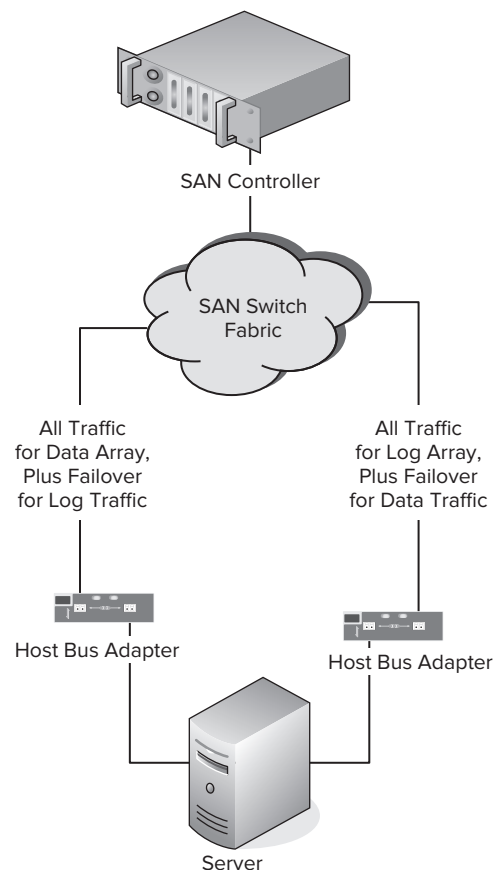 SAN Controller
SAN Switch
Fabric
All Traffic
for Data Array,
Plus Failover
for Log Traffic
All Traffic
for Log Array,
Plus Failover
for Data Traffic
Host Bus Adapter
Host Bus Adapter
Server